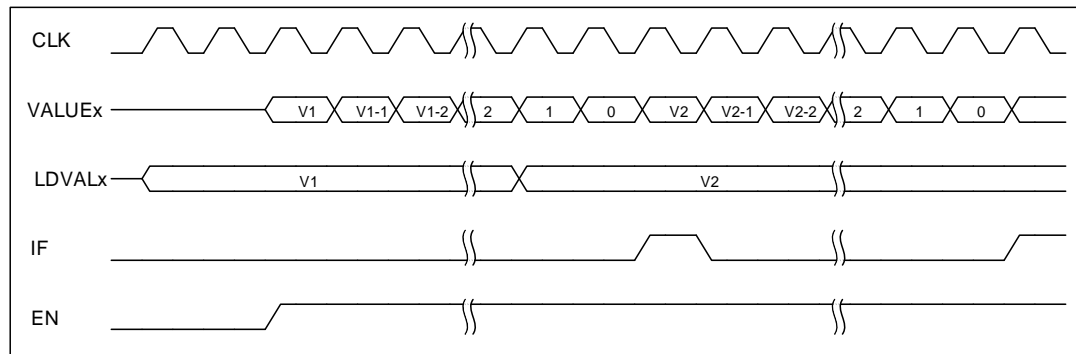 CLK
VALUEx V1 V1-1 V1-2 2 1 0 V2 V2-1 V2-2 2 1 0
LDVALx V1 V2
IF
EN